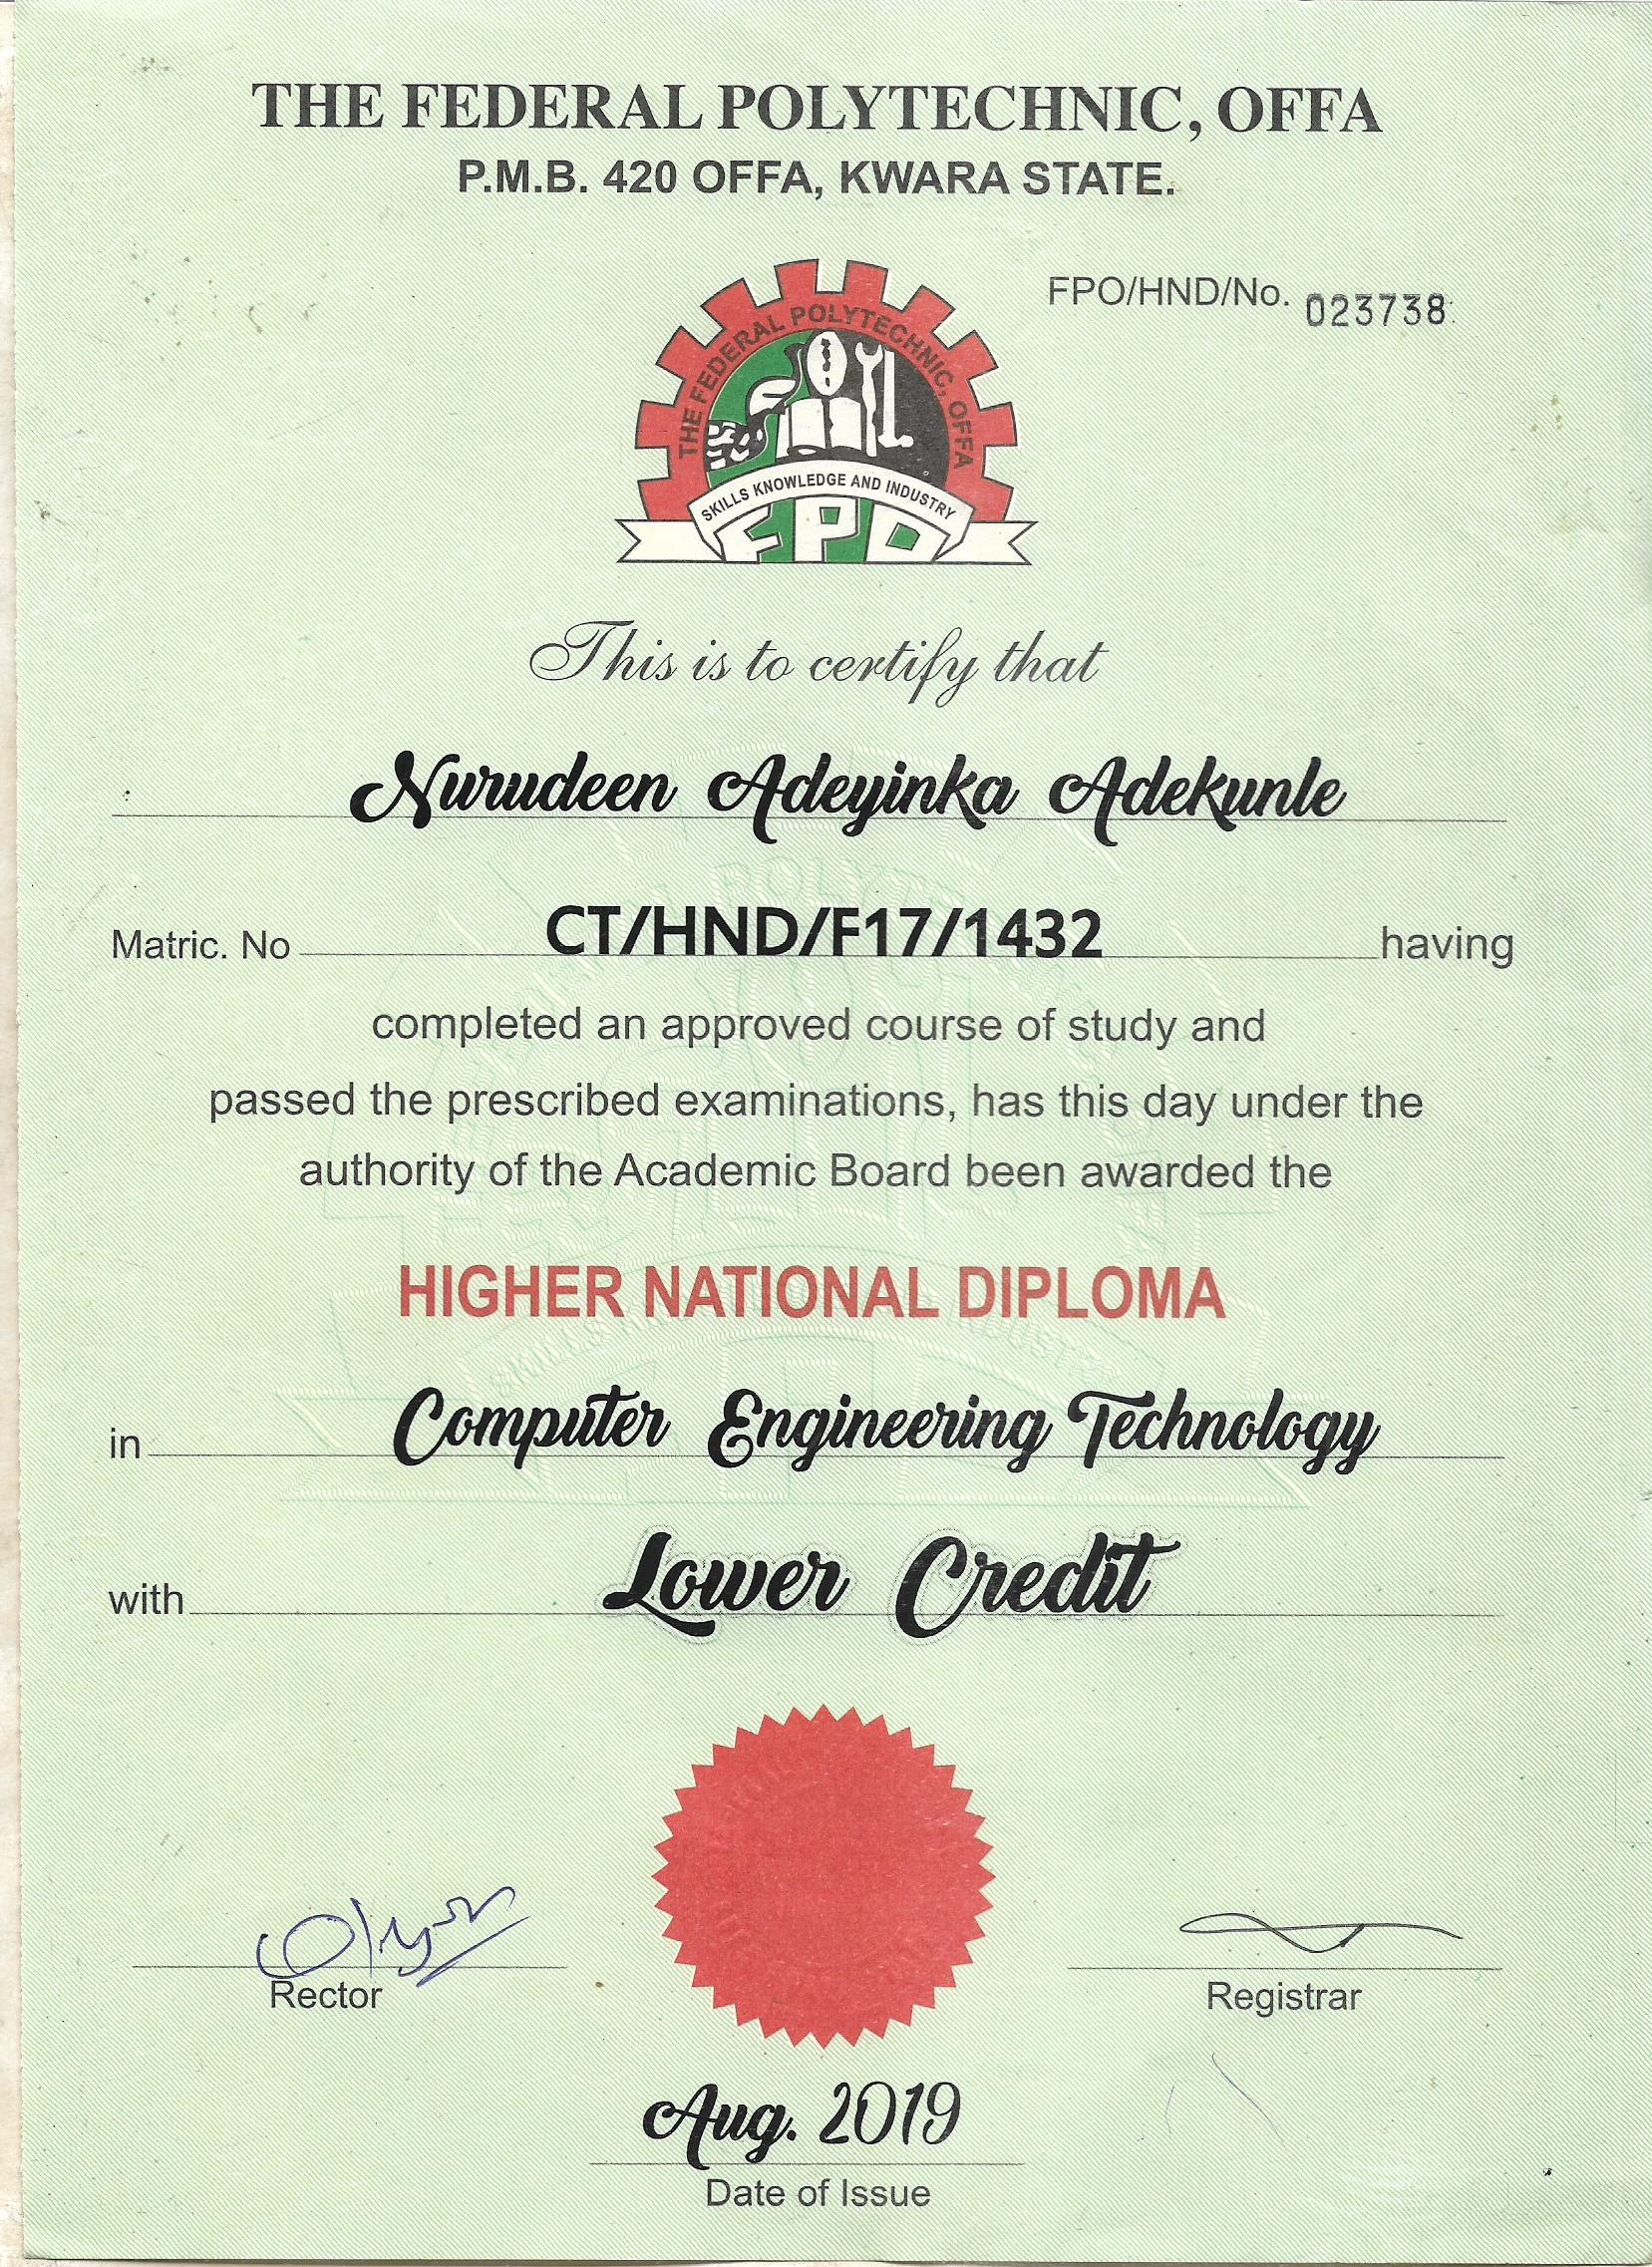 THE FEDERAL POLYTECHNIC, OFFA
P.M.B. 420 OFFA, KWARA STATE.
FPO/HND/No. 023738
THE FEDERAL POLYTECHNIC, OFFA
SKILLS KNOWLEDGE AND INDUSTRY
FPO
This is to certify that
Nurudeen Adeyinka Adekunle
Matric. No CT/HND/F17/1432 having
completed an approved course of study and
passed the prescribed examinations, has this day under the
authority of the Academic Board been awarded the
HIGHER NATIONAL DIPLOMA
in Computer Engineering Technology
with Lower Credit
Rector
Registrar
Aug. 2019
Date of Issue